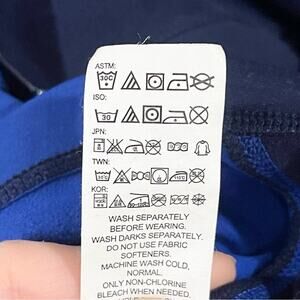 ASTM:
30C
ISO:
30
JPN:
TWN:
KOR:
WASH SEPARATELY
BEFORE WEARING.
WASH DARKS SEPARATELY.
DO NOT USE FABRIC
SOFTENERS.
MACHINE WASH COLD,
NORMAL.
ONLY NON-CHLORINE
BLEACH WHEN NEEDED.